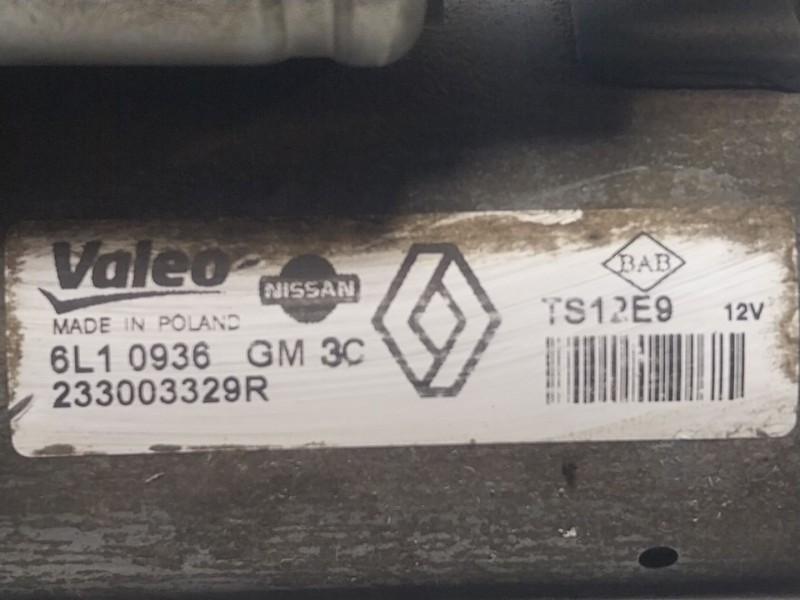 Valeo
NISSAN
MADE IN POLAND
6L1 0936 GM 3C
233003329R
BAB
TS12E9 12V